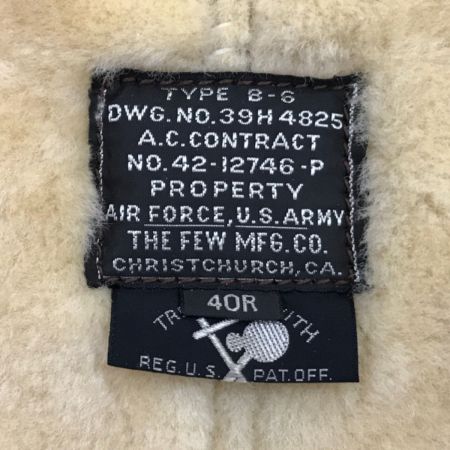 TYPE B-6
DWG. NO. 39H4825
A.C. CONTRACT
NO. 42-12746-P
PROPERTY
AIR FORCE, U.S. ARMY
THE FEW MFG. CO.
CHRISTCHURCH, CA.
40R
REG. U.S. PAT. OFF.